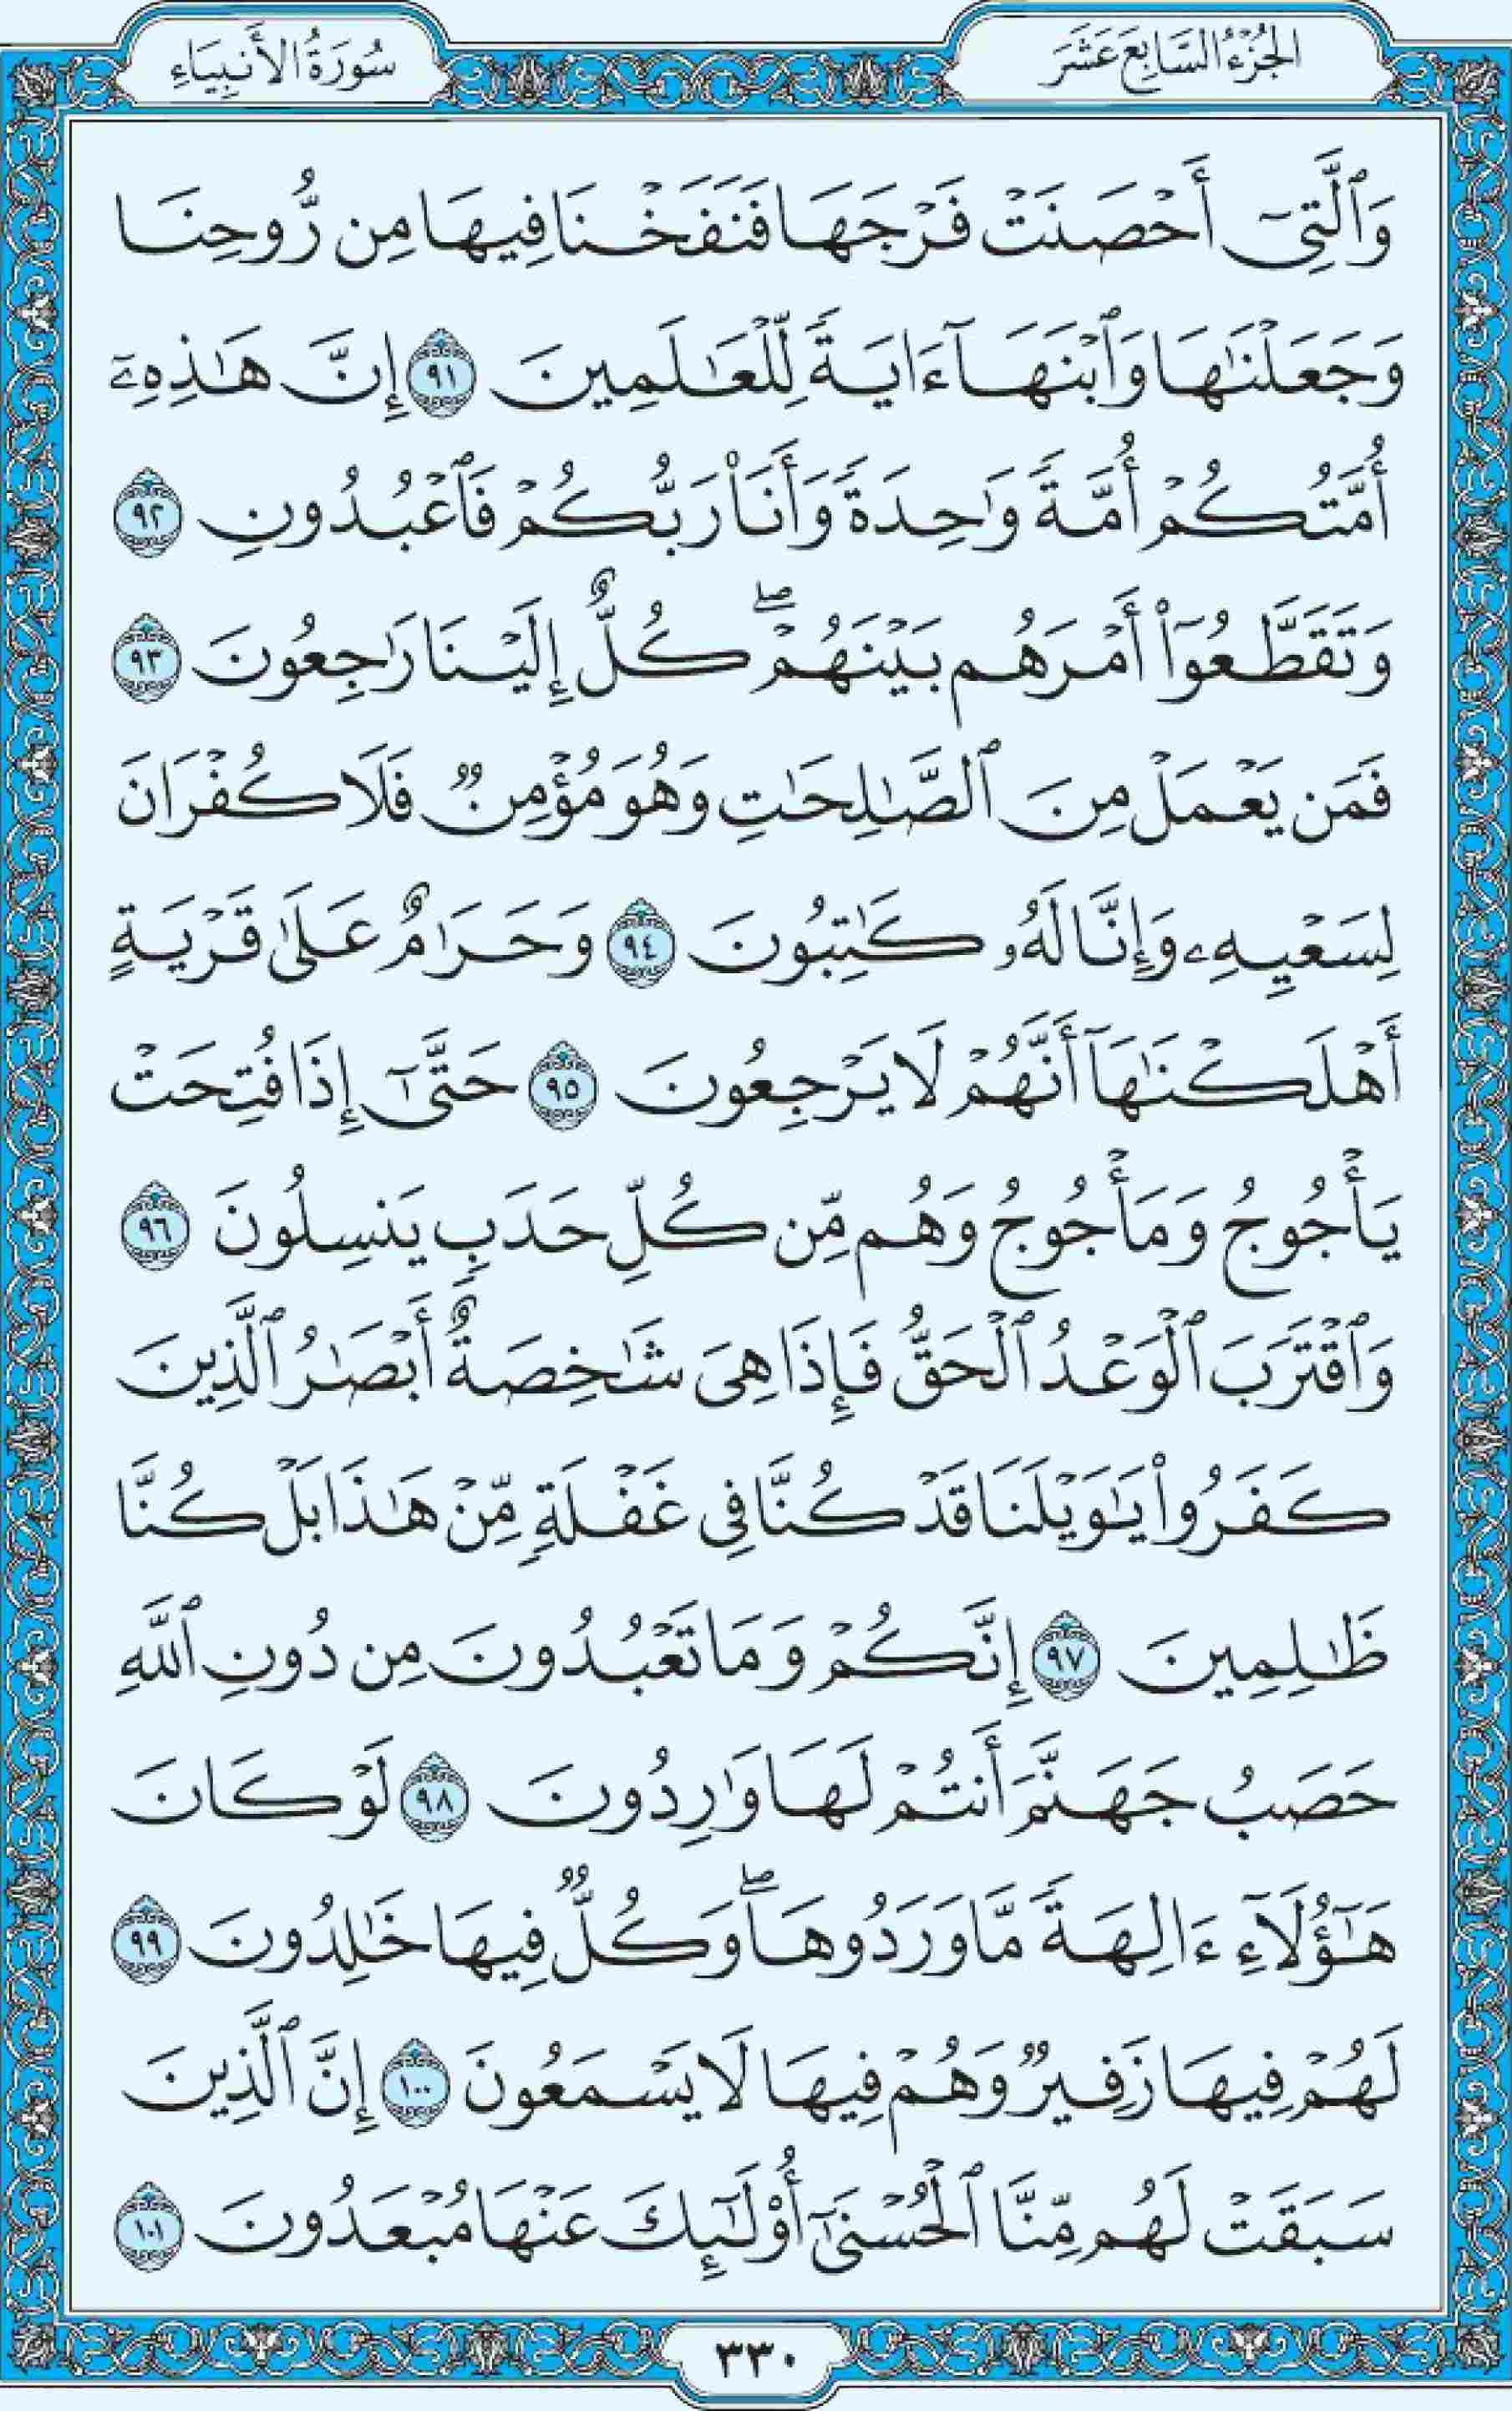 الجُزْءُ السَّابِعَ عَشَرَ
سُورَةُ الأَنبِيَاءِ
وَٱلَّتِىٓ أَحْصَنَتْ فَرْجَهَا فَنَفَخْنَا فِيهَا مِن رُّوحِنَا
وَجَعَلْنَٰهَا وَٱبْنَهَآ ءَايَةً لِّلْعَٰلَمِينَ ٩١ إِنَّ هَٰذِهِۦٓ
أُمَّتُكُمْ أُمَّةً وَٰحِدَةً وَأَنَا۠ رَبُّكُمْ فَٱعْبُدُونِ ٩٢
وَتَقَطَّعُوٓا۟ أَمْرَهُم بَيْنَهُمْ ۖ كُلٌّ إِلَيْنَا رَٰجِعُونَ ٩٣
فَمَن يَعْمَلْ مِنَ ٱلصَّٰلِحَٰتِ وَهُوَ مُؤْمِنٌ فَلَا كُفْرَانَ
لِسَعْيِهِۦ وَإِنَّا لَهُۥ كَٰتِبُونَ ٩٤ وَحَرَٰمٌ عَلَىٰ قَرْيَةٍ
أَهْلَكْنَٰهَآ أَنَّهُمْ لَا يَرْجِعُونَ ٩٥ حَتَّىٰٓ إِذَا فُتِحَتْ
يَأْجُوجُ وَمَأْجُوجُ وَهُم مِّن كُلِّ حَدَبٍ يَنسِلُونَ ٩٦
وَٱقْتَرَبَ ٱلْوَعْدُ ٱلْحَقُّ فَإِذَا هِىَ شَٰخِصَةٌ أَبْصَٰرُ ٱلَّذِينَ
كَفَرُوا۟ يَٰوَيْلَنَا قَدْ كُنَّا فِى غَفْلَةٍ مِّنْ هَٰذَا بَلْ كُنَّا
ظَٰلِمِينَ ٩٧ إِنَّكُمْ وَمَا تَعْبُدُونَ مِن دُونِ ٱللَّهِ
حَصَبُ جَهَنَّمَ أَنتُمْ لَهَا وَٰرِدُونَ ٩٨ لَوْ كَانَ
هَٰٓؤُلَآءِ ءَالِهَةً مَّا وَرَدُوهَا ۖ وَكُلٌّ فِيهَا خَٰلِدُونَ ٩٩
لَهُمْ فِيهَا زَفِيرٌ وَهُمْ فِيهَا لَا يَسْمَعُونَ ١٠٠ إِنَّ ٱلَّذِينَ
سَبَقَتْ لَهُم مِّنَّا ٱلْحُسْنَىٰٓ أُو۟لَٰٓئِكَ عَنْهَا مُبْعَدُونَ ١٠١
٣٣٠